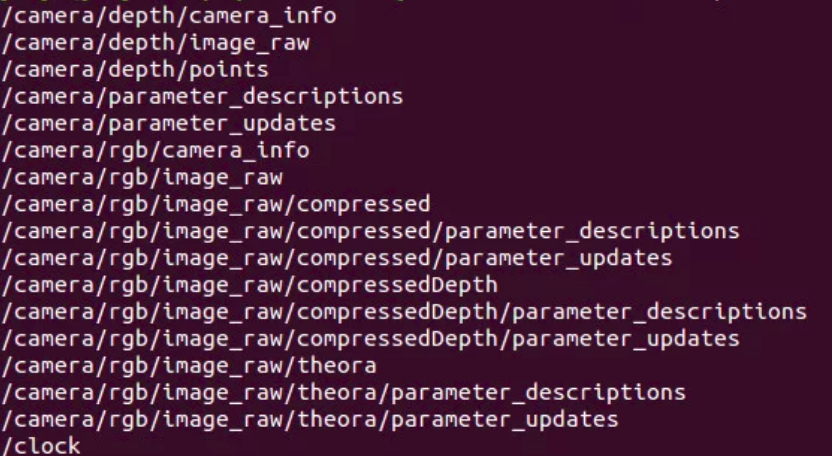 /camera/depth/camera_info
/camera/depth/image_raw
/camera/depth/points
/camera/parameter_descriptions
/camera/parameter_updates
/camera/rgb/camera_info
/camera/rgb/image_raw
/camera/rgb/image_raw/compressed
/camera/rgb/image_raw/compressed/parameter_descriptions
/camera/rgb/image_raw/compressed/parameter_updates
/camera/rgb/image_raw/compressedDepth
/camera/rgb/image_raw/compressedDepth/parameter_descriptions
/camera/rgb/image_raw/compressedDepth/parameter_updates
/camera/rgb/image_raw/theora
/camera/rgb/image_raw/theora/parameter_descriptions
/camera/rgb/image_raw/theora/parameter_updates
/clock